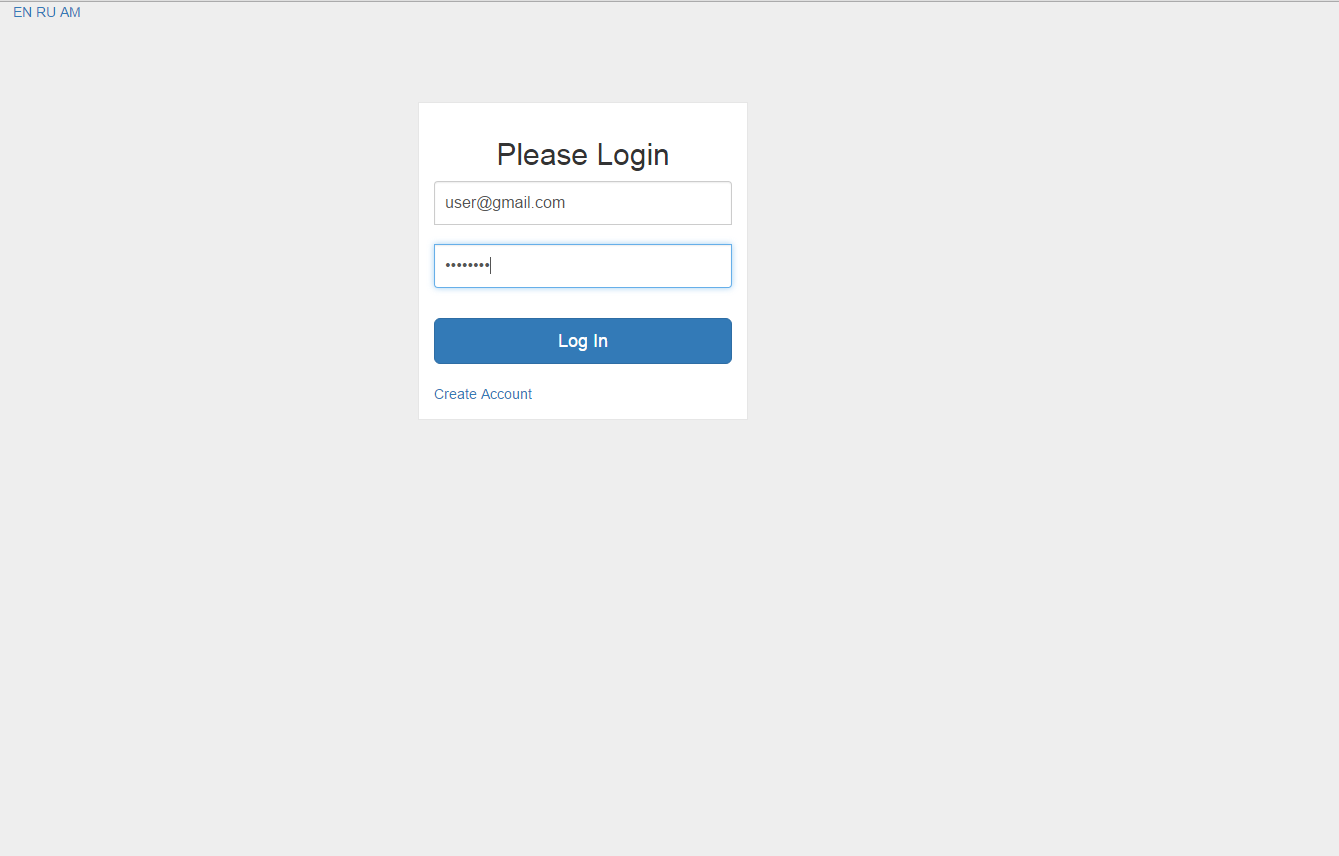 EN RU AM
Please Login
user@gmail.com
••••••••
Log In
Create Account